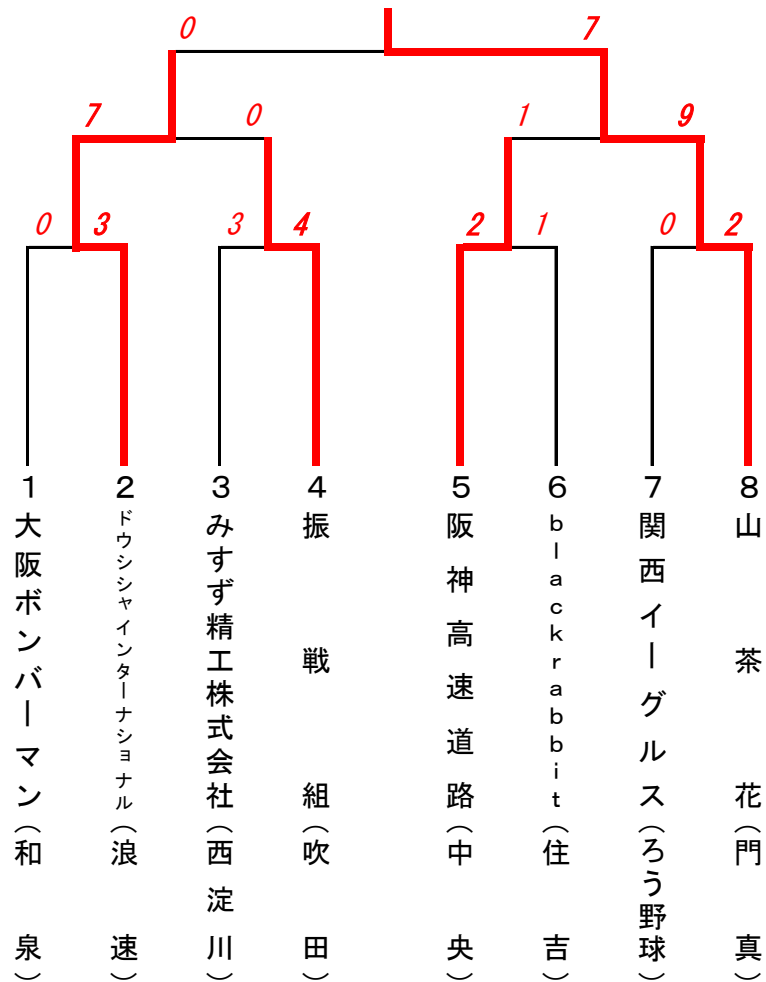 0 7
7 0 1 9
0 3 3 4 2 1 0 2
1 2 3 4 5 6 7 8
大阪ボンバーマン(和泉)
ドウシシャインターナショナル(浪速)
みすず精工株式会社(西淀川)
振戦組(吹田)
阪神高速道路(中央)
blackrabbit(住吉)
関西イーグルス(ろう野球)
山茶花(門真)